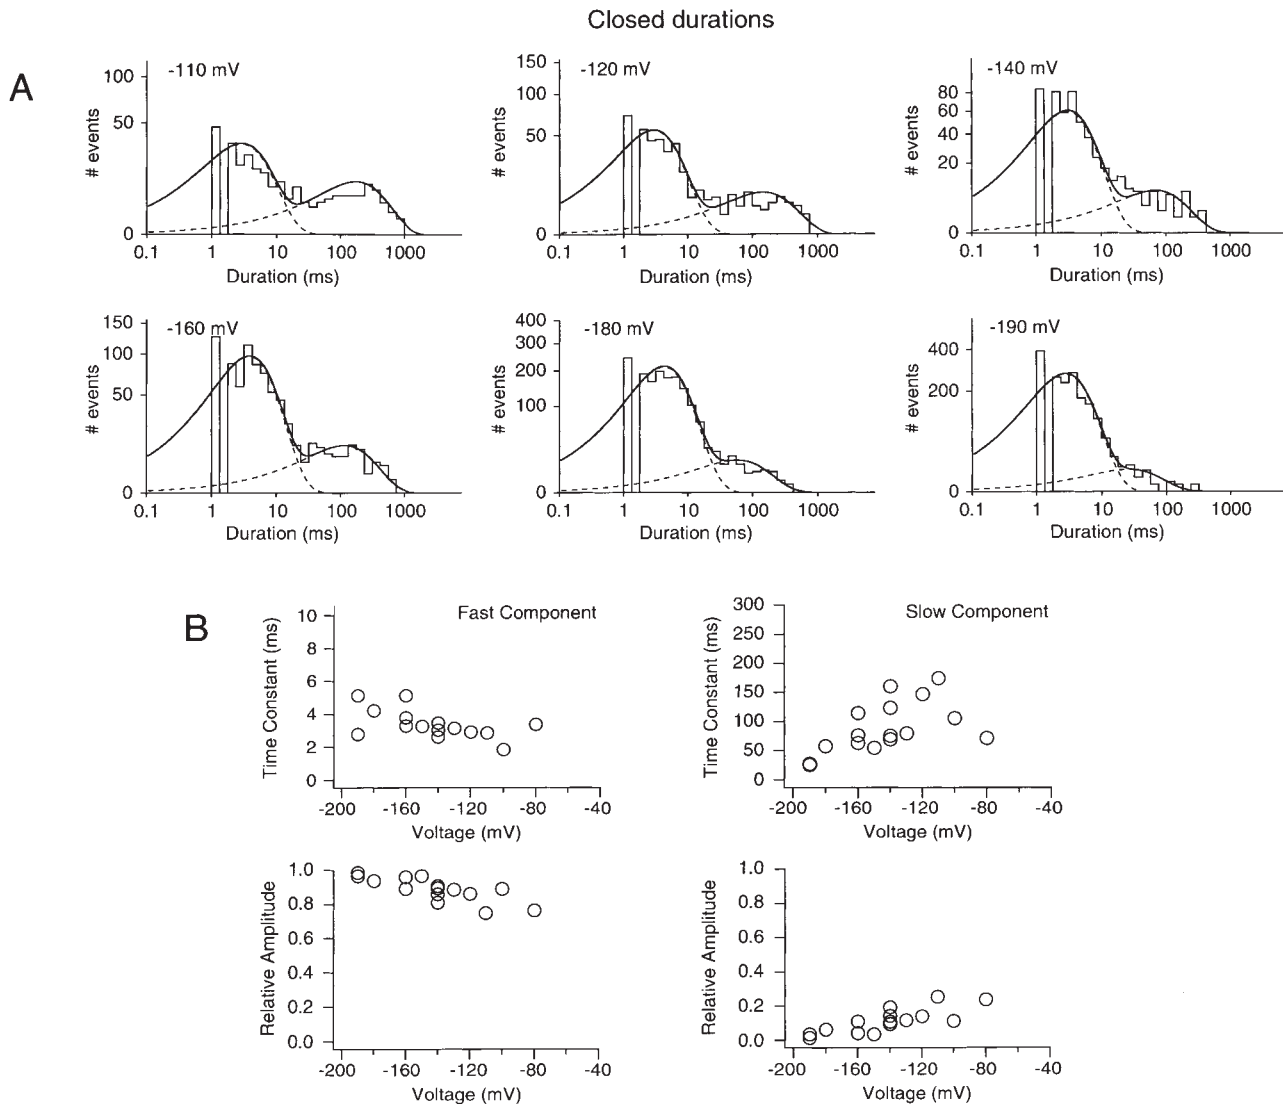 Closed durations
A
-110 mV
# events
100
50
0
0.1 1 10 100 1000
Duration (ms)
-120 mV
# events
150
100
50
0
0.1 1 10 100 1000
Duration (ms)
-140 mV
# events
80
60
40
20
0
0.1 1 10 100 1000
Duration (ms)
-160 mV
# events
150
100
50
0
0.1 1 10 100 1000
Duration (ms)
-180 mV
# events
400
300
200
100
0
0.1 1 10 100 1000
Duration (ms)
-190 mV
# events
400
200
0
0.1 1 10 100 1000
Duration (ms)
B
Fast Component
Time Constant (ms)
10
8
6
4
2
0
-200 -160 -120 -80 -40
Voltage (mV)
Slow Component
Time Constant (ms)
300
250
200
150
100
50
0
-200 -160 -120 -80 -40
Voltage (mV)
Relative Amplitude
1.0
0.8
0.6
0.4
0.2
0.0
-200 -160 -120 -80 -40
Voltage (mV)
Relative Amplitude
1.0
0.8
0.6
0.4
0.2
0.0
-200 -160 -120 -80 -40
Voltage (mV)